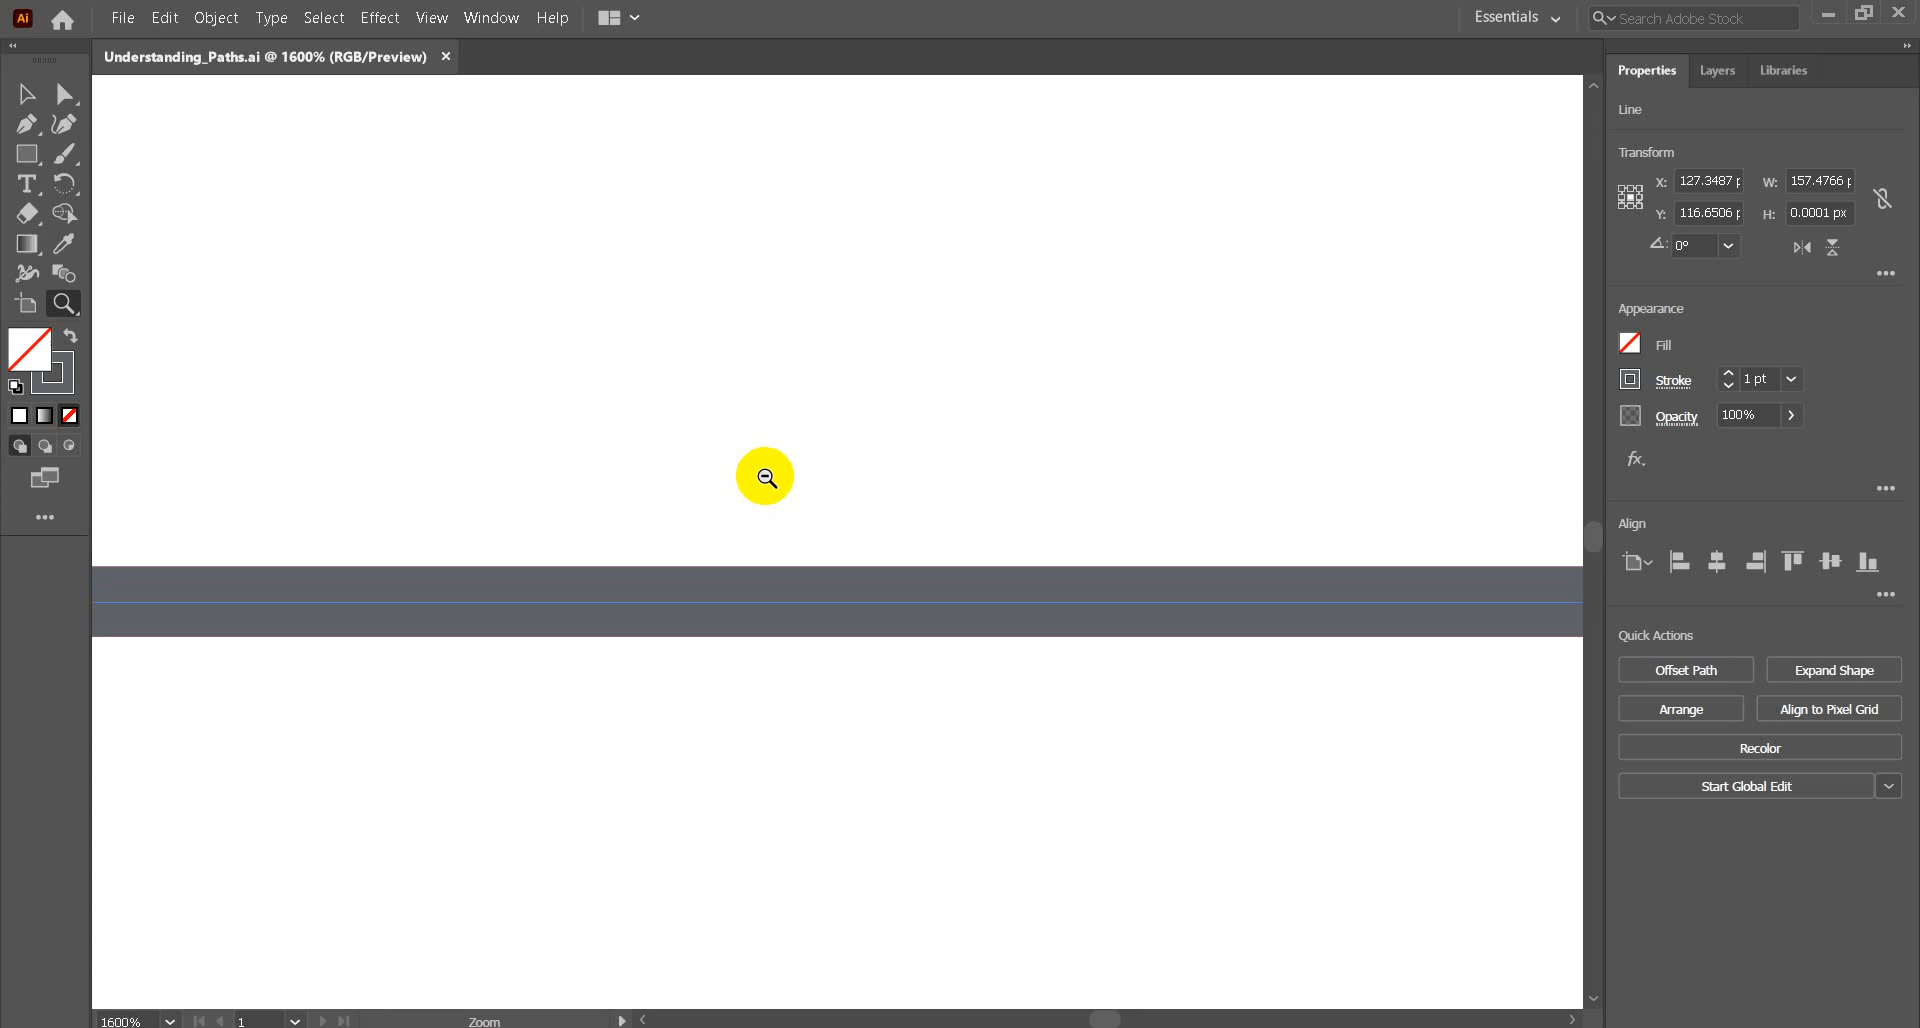 Ai File Edit Object Type Select Effect View Window Help Essentials Search Adobe Stock
Understanding_Paths.ai @ 1600% (RGB/Preview)
Properties Layers Libraries
Line
Transform
X: 127.3487 W: 157.4766
Y: 116.6506 H: 0.0001 px
0°
Appearance
Fill
Stroke 1 pt
Opacity 100%
fx.
Align
Quick Actions
Offset Path Expand Shape
Arrange Align to Pixel Grid
Recolor
Start Global Edit
1600% 1 Zoom